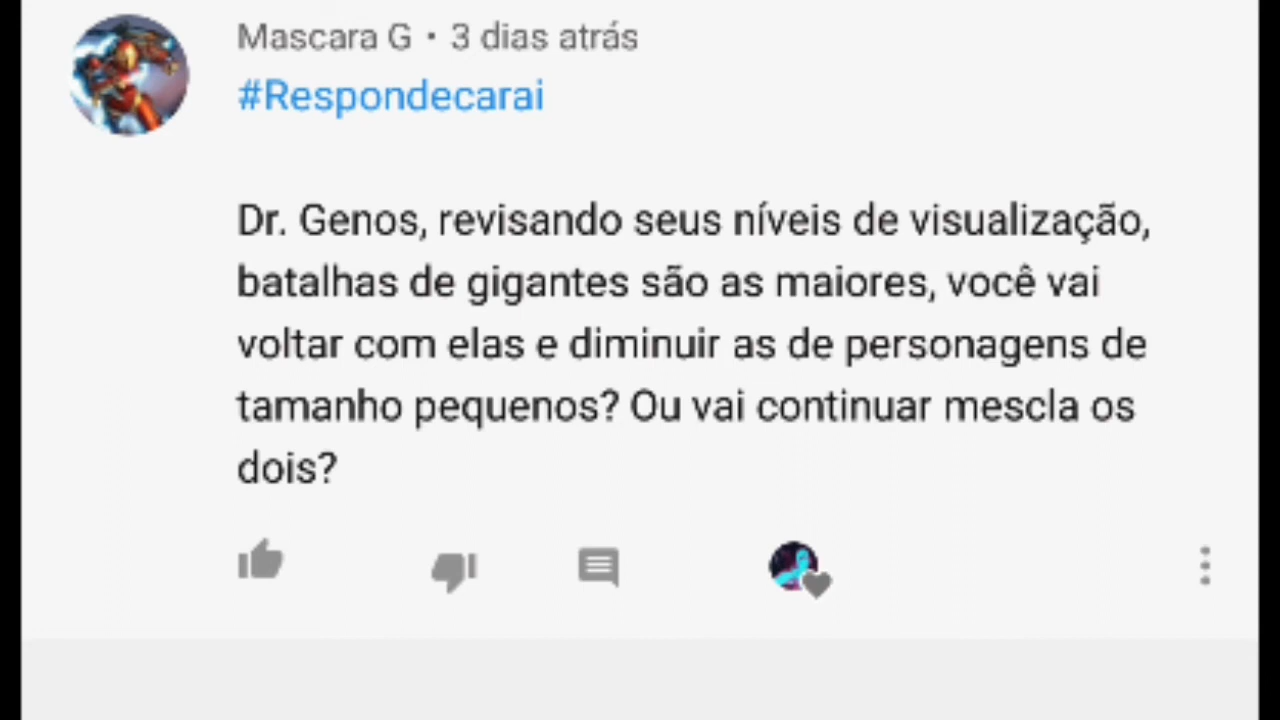 Mascara G • 3 dias atrás
#Respondecarai
Dr. Genos, revisando seus níveis de visualização,
batalhas de gigantes são as maiores, você vai
voltar com elas e diminuir as de personagens de
tamanho pequenos? Ou vai continuar mescla os
dois?